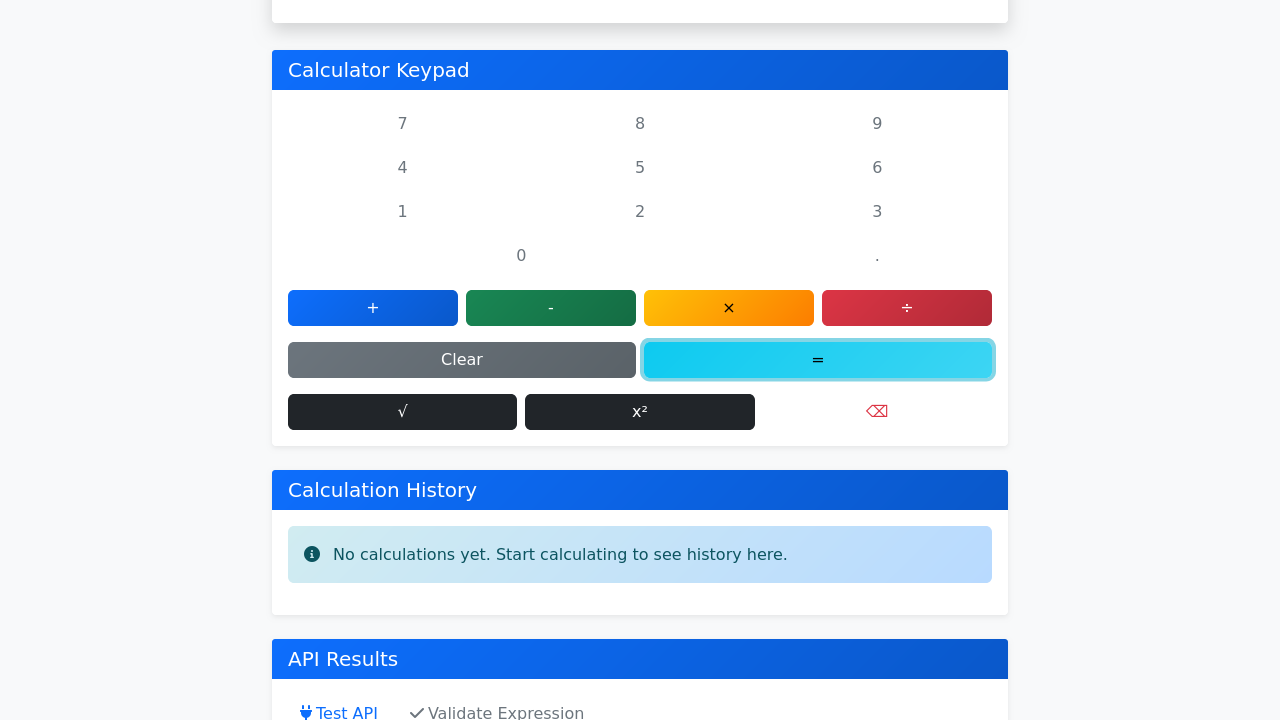 Calculator Keypad
7 8 9
4 5 6
1 2 3
0 .
+ - × ÷
Clear =
√ x² ⌫
Calculation History
No calculations yet. Start calculating to see history here.
API Results
Test API Validate Expression